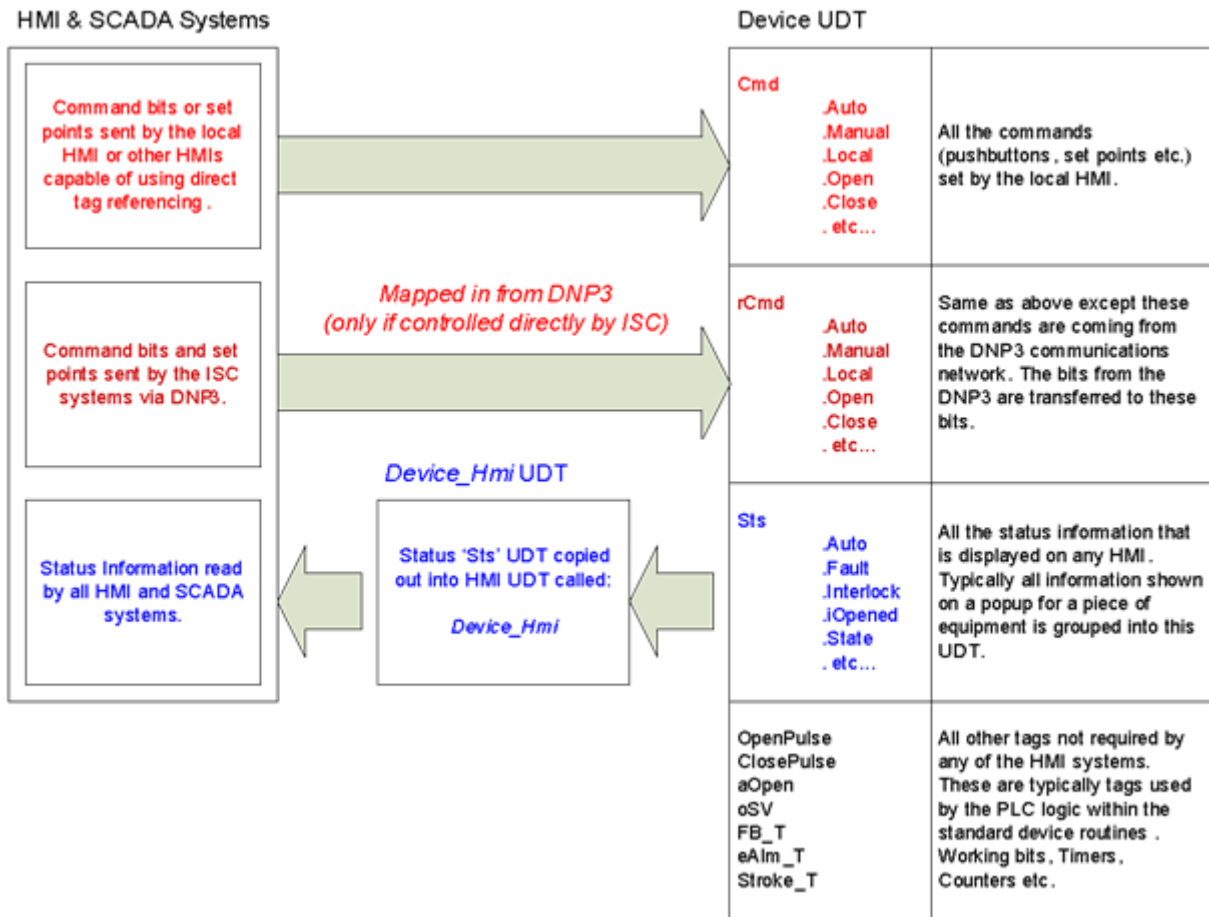 HMI & SCADA Systems
Device UDT
Command bits or set
points sent by the local
HMI or other HMIs
capable of using direct
tag referencing .
Cmd
.Auto
.Manual
.Local
.Open
.Close
. etc...
All the commands
(pushbuttons , set points etc.)
set by the local HMI.
Mapped in from DNP3
(only if controlled directly by ISC)
Command bits and set
points sent by the ISC
systems via DNP3.
rCmd
.Auto
.Manual
.Local
.Open
.Close
. etc...
Same as above except these
commands are coming from
the DNP3 communications
network. The bits from the
DNP3 are transferred to these
bits.
Device_Hmi UDT
Status Information read
by all HMI and SCADA
systems.
Status ‘Sts’ UDT copied
out into HMI UDT called:
Device_Hmi
Sts
.Auto
.Fault
.Interlock
.iOpened
.State
. etc...
All the status information that
is displayed on any HMI .
Typically all information shown
on a popup for a piece of
equipment is grouped into this
UDT.
OpenPulse
ClosePulse
aOpen
oSV
FB_T
eAlm_T
Stroke_T
All other tags not required by
any of the HMI systems.
These are typically tags used
by the PLC logic within the
standard device routines .
Working bits , Timers ,
Counters etc.